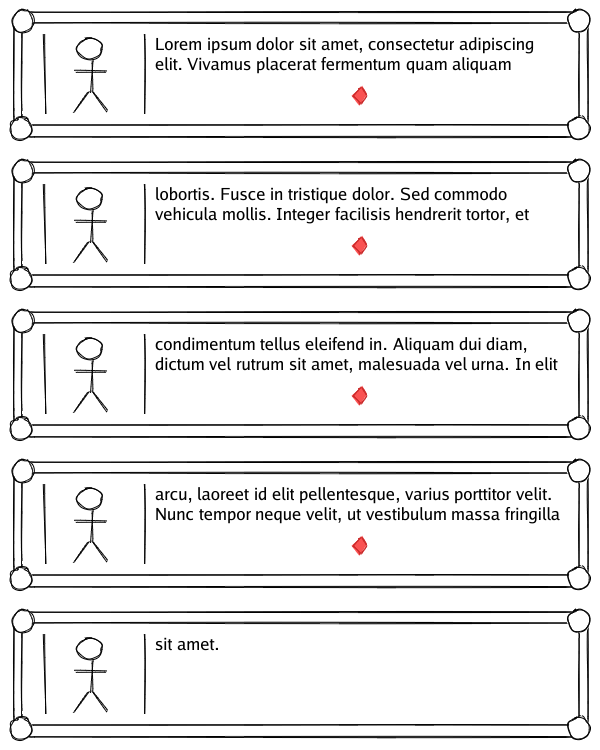 Lorem ipsum dolor sit amet, consectetur adipiscing
elit. Vivamus placerat fermentum quam aliquam
lobortis. Fusce in tristique dolor. Sed commodo
vehicula mollis. Integer facilisis hendrerit tortor, et
condimentum tellus eleifend in. Aliquam dui diam,
dictum vel rutrum sit amet, malesuada vel urna. In elit
arcu, laoreet id elit pellentesque, varius porttitor velit.
Nunc tempor neque velit, ut vestibulum massa fringilla
sit amet.